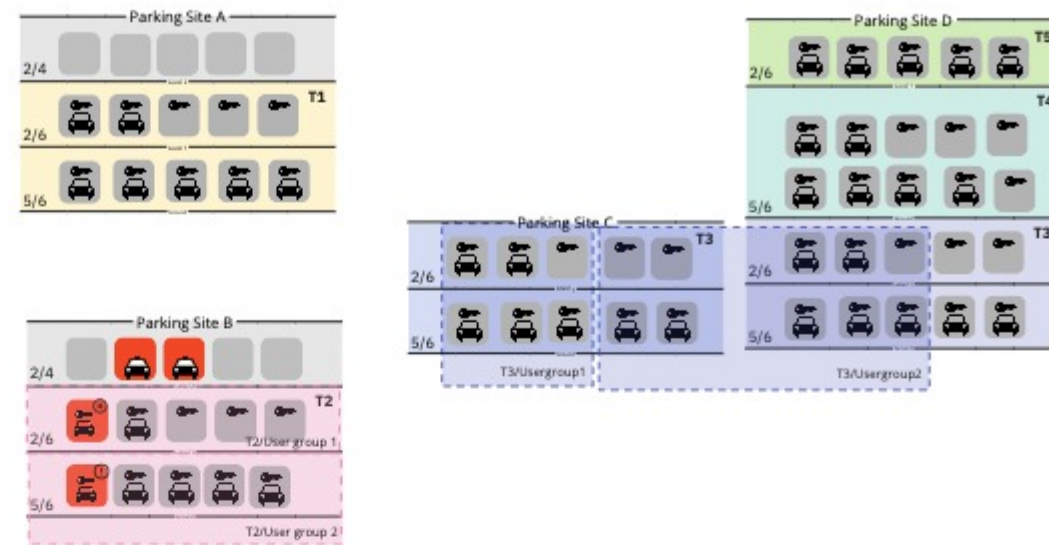 Parking Site A
2/4
T1
2/6
5/6
Parking Site B
2/4
T2
2/6
T2/User group 1
5/6
T2/User group 2
Parking Site C
T3
2/6
5/6
T3/Usergroup1
T3/Usergroup2
Parking Site D
T5
2/6
T4
5/6
T3
2/6
5/6